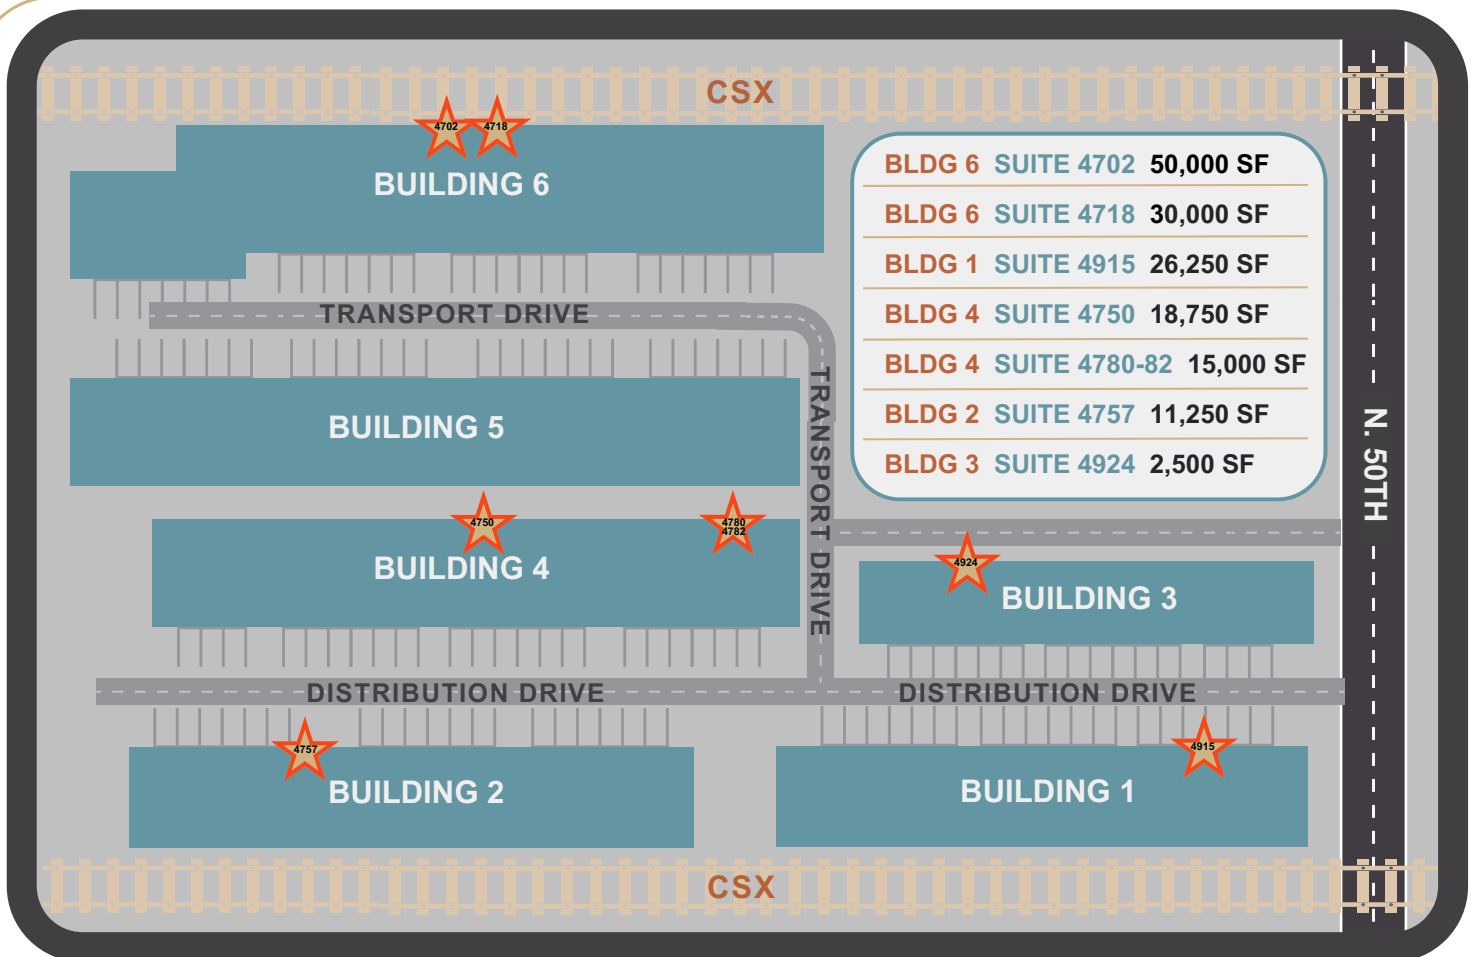 CSX
4702
4718
BUILDING 6
BLDG 6 SUITE 4702 50,000 SF
BLDG 6 SUITE 4718 30,000 SF
BLDG 1 SUITE 4915 26,250 SF
BLDG 4 SUITE 4750 18,750 SF
BLDG 4 SUITE 4780-82 15,000 SF
BLDG 2 SUITE 4757 11,250 SF
BLDG 3 SUITE 4924 2,500 SF
TRANSPORT DRIVE
TRANSPORT DRIVE
TRANSPORT DRIVE
N. 50TH
BUILDING 5
4750
4780
4782
BUILDING 4
4924
BUILDING 3
DISTRIBUTION DRIVE
DISTRIBUTION DRIVE
4757
BUILDING 2
4915
BUILDING 1
CSX